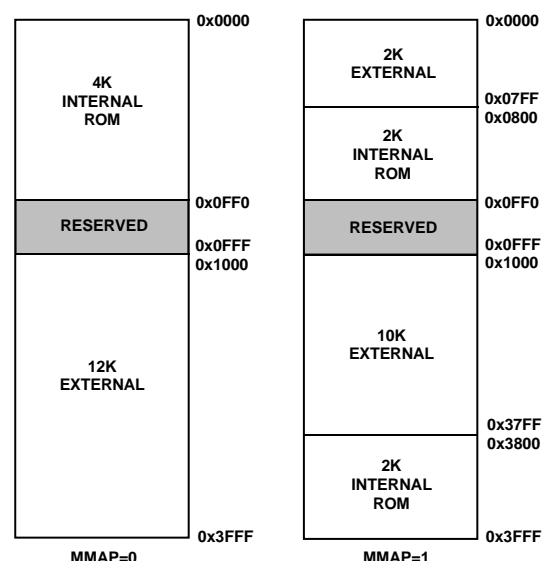 0x0000
4K
INTERNAL
ROM
0x0FF0
RESERVED
0x0FFF
0x1000
12K
EXTERNAL
0x3FFF
MMAP=0
0x0000
2K
EXTERNAL
0x07FF
0x0800
2K
INTERNAL
ROM
0x0FF0
RESERVED
0x0FFF
0x1000
10K
EXTERNAL
0x37FF
0x3800
2K
INTERNAL
ROM
0x3FFF
MMAP=1